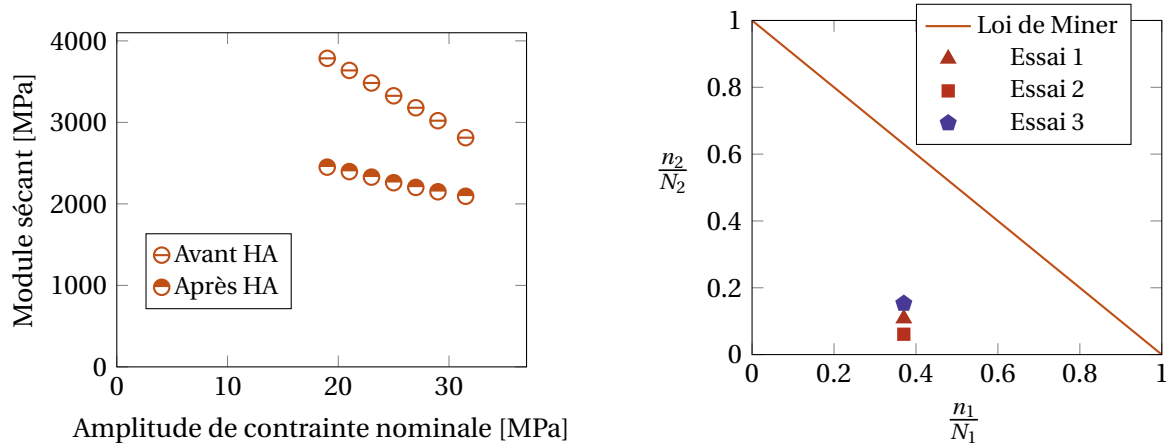 4000
3000
2000
1000
0
0
10
20
30
Module sécant [MPa]
Amplitude de contrainte nominale [MPa]
Avant HA
Après HA
1
0.8
0.6
0.4
0.2
0
0
0.2
0.4
0.6
0.8
1
n₂
N₂
n₁
N₁
Loi de Miner
Essai 1
Essai 2
Essai 3